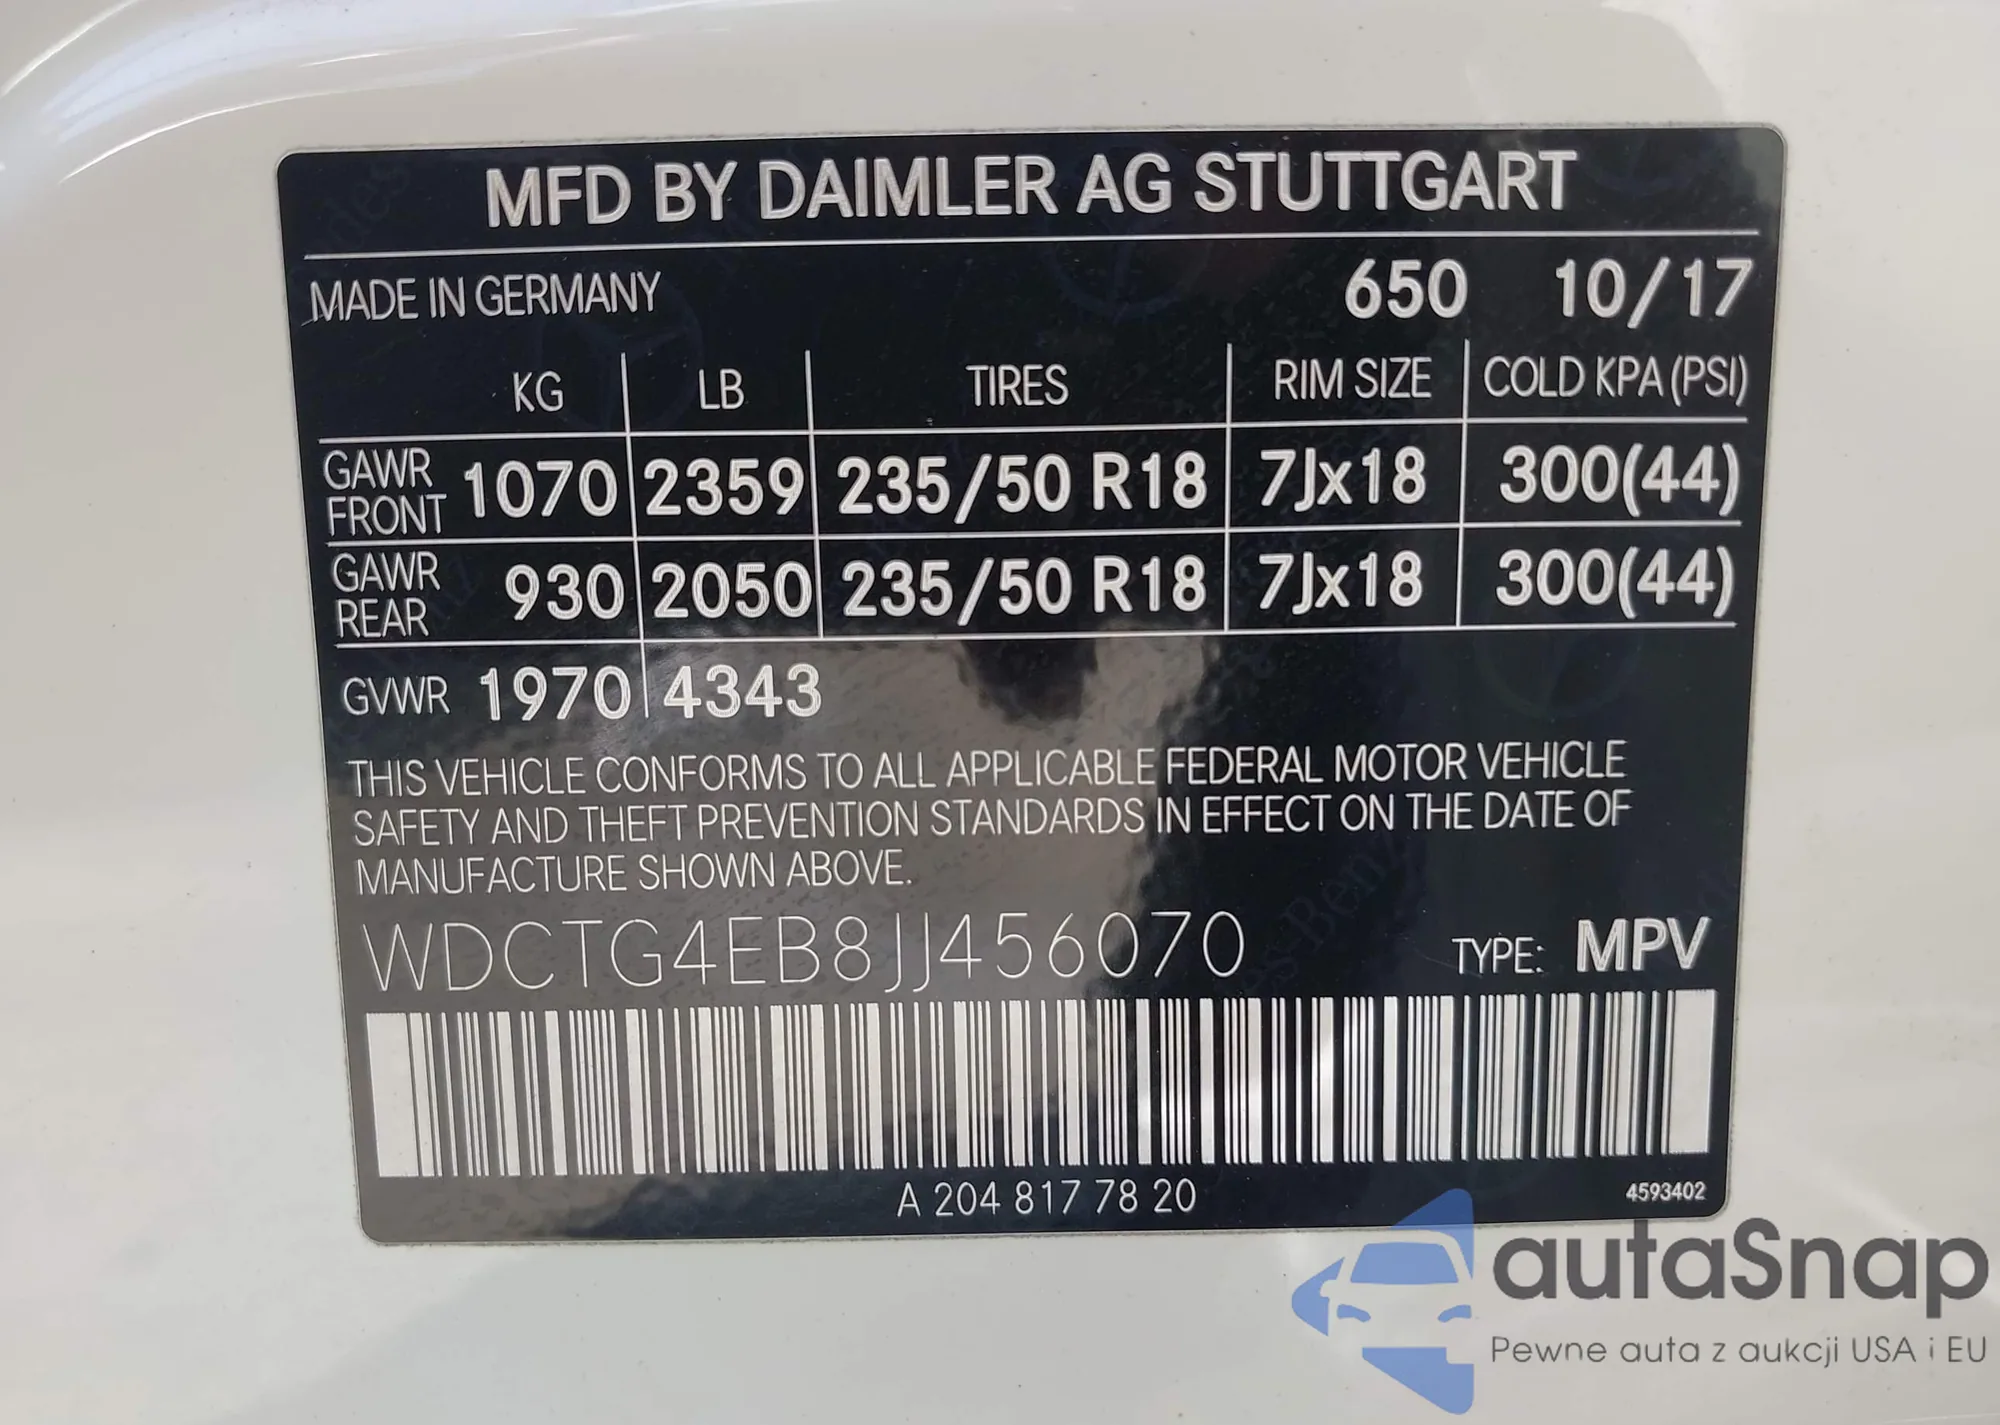 MFD BY DAIMLER AG STUTTGART
MADE IN GERMANY 650 10/17
KG LB TIRES RIM SIZE COLD KPA (PSI)
GAWR FRONT 1070 2359 235/50 R18 7Jx18 300(44)
GAWR REAR 930 2050 235/50 R18 7Jx18 300(44)
GVWR 1970 4343
THIS VEHICLE CONFORMS TO ALL APPLICABLE FEDERAL MOTOR VEHICLE
SAFETY AND THEFT PREVENTION STANDARDS IN EFFECT ON THE DATE OF
MANUFACTURE SHOWN ABOVE.
WDCTG4EB8JJ456070 TYPE: MPV
A 204 817 78 20 4593402
autaSnap
Pewne auta z aukcji USA i EU